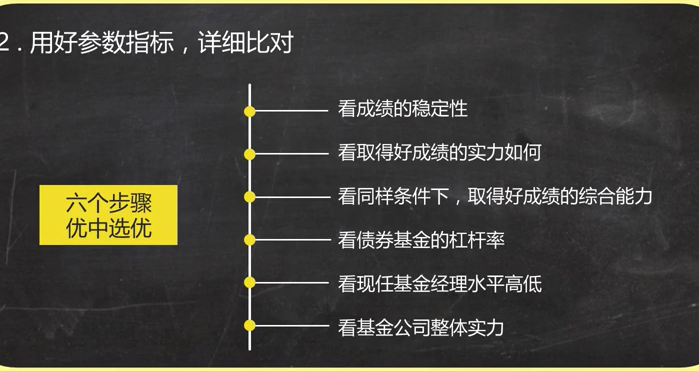 2.用好参数指标，详细比对
六个步骤
优中选优
看成绩的稳定性
看取得好成绩的实力如何
看同样条件下，取得好成绩的综合能力
看债券基金的杠杆率
看现任基金经理水平高低
看基金公司整体实力